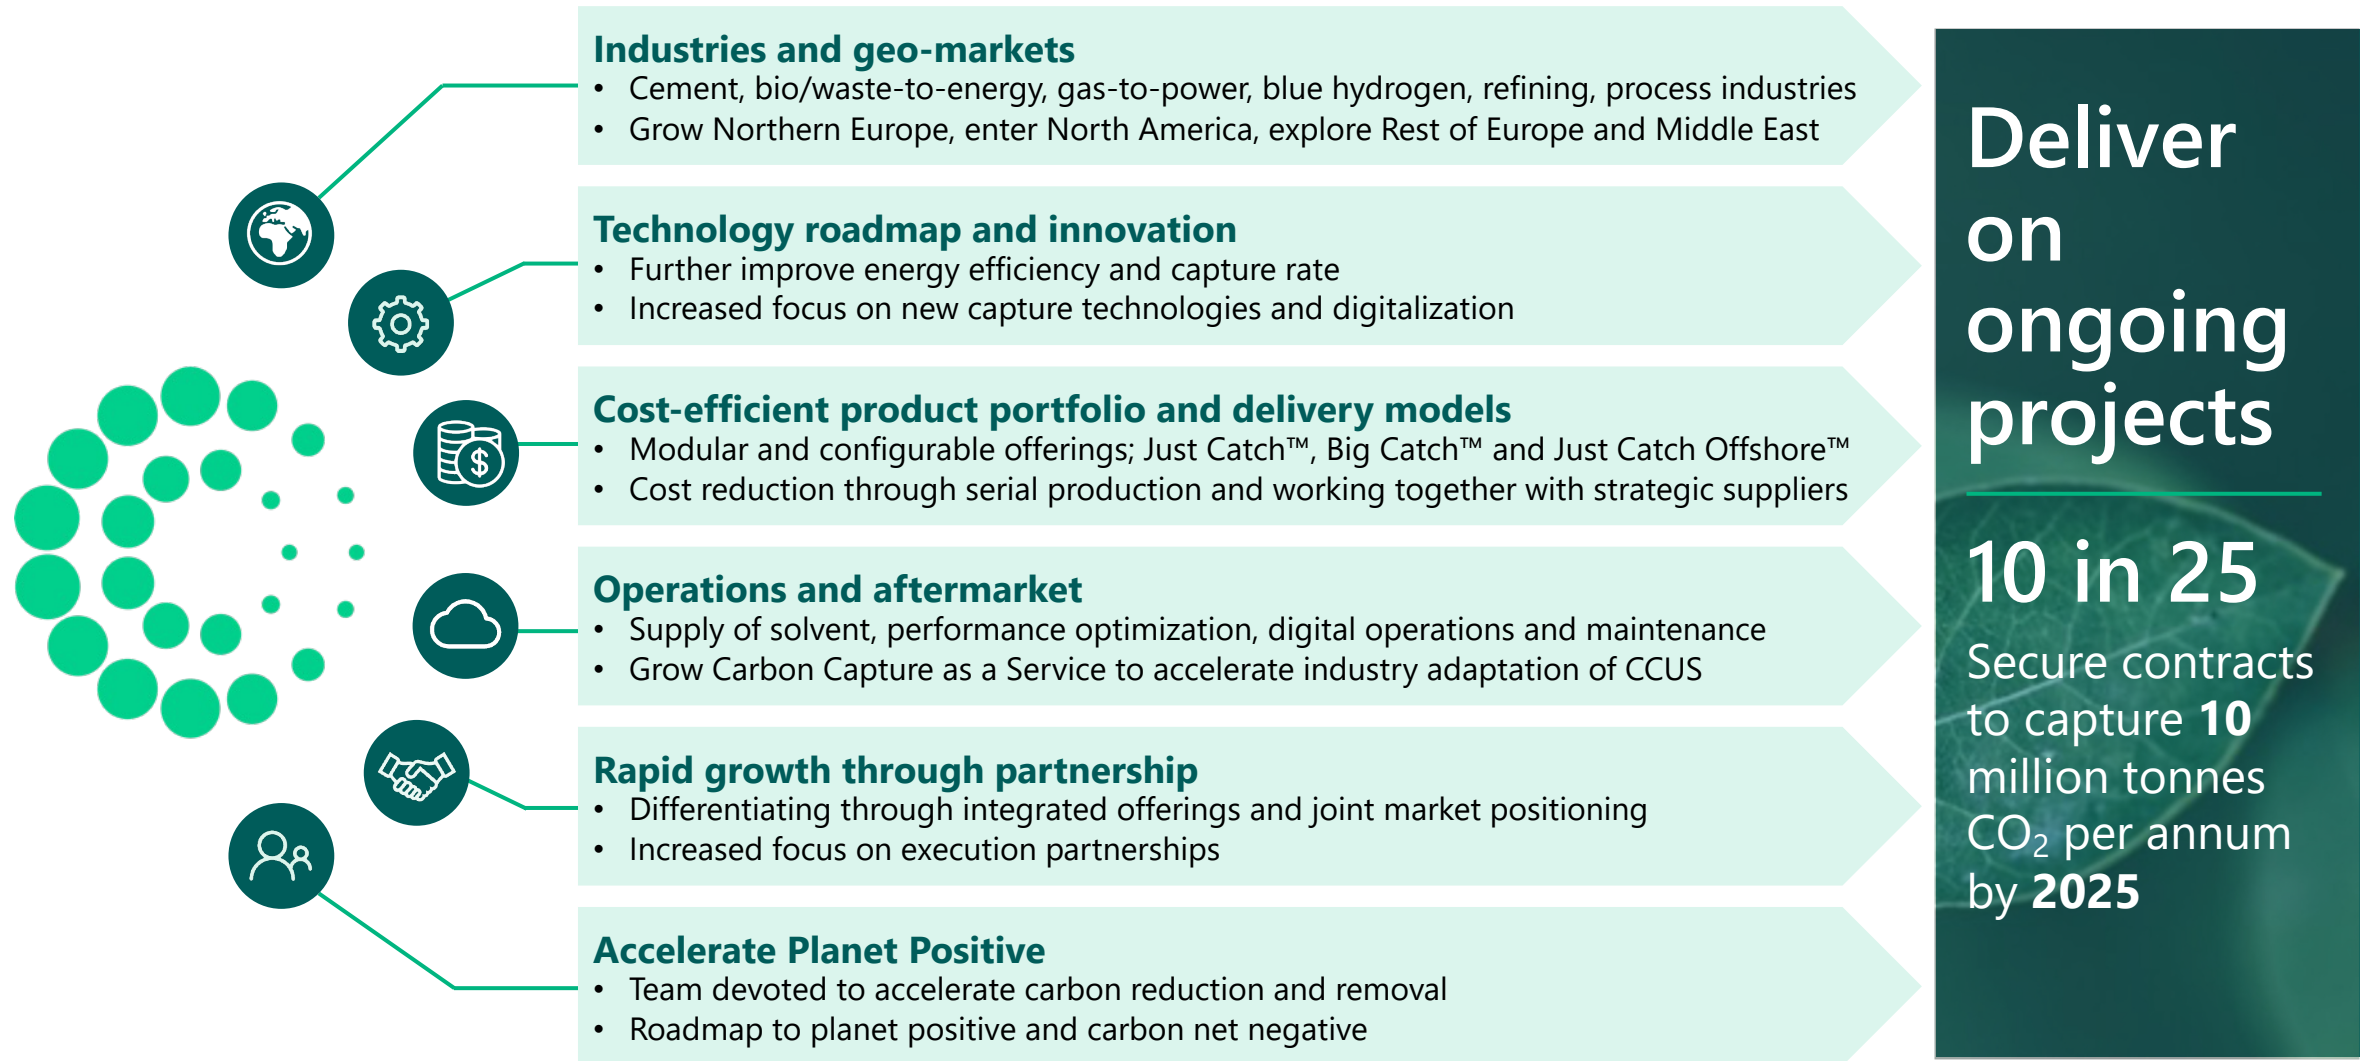 Industries and geo-markets
• Cement, bio/waste-to-energy, gas-to-power, blue hydrogen, refining, process industries
• Grow Northern Europe, enter North America, explore Rest of Europe and Middle East
Technology roadmap and innovation
• Further improve energy efficiency and capture rate
• Increased focus on new capture technologies and digitalization
Cost-efficient product portfolio and delivery models
• Modular and configurable offerings; Just Catch™, Big Catch™ and Just Catch Offshore™
• Cost reduction through serial production and working together with strategic suppliers
$
Operations and aftermarket
• Supply of solvent, performance optimization, digital operations and maintenance
• Grow Carbon Capture as a Service to accelerate industry adaptation of CCUS
Rapid growth through partnership
• Differentiating through integrated offerings and joint market positioning
• Increased focus on execution partnerships
Accelerate Planet Positive
• Team devoted to accelerate carbon reduction and removal
• Roadmap to planet positive and carbon net negative
Deliver
on
ongoing
projects
10 in 25
Secure contracts
to capture 10
million tonnes
CO₂ per annum
by 2025